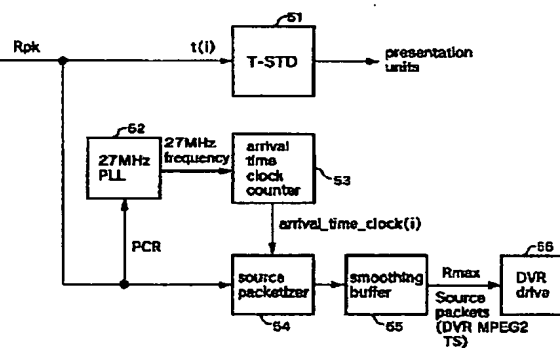 51
Rpk
t(i)
T-STD
presentation
units
52
27MHz
frequency
27MHz
PLL
arrival
time
clock
counter
53
arrival_time_clock(i)
PCR
56
source
packetizer
smoothing
buffer
Rmax
DVR
drive
Source
packets
(DVR MPEG2
TS)
54
55